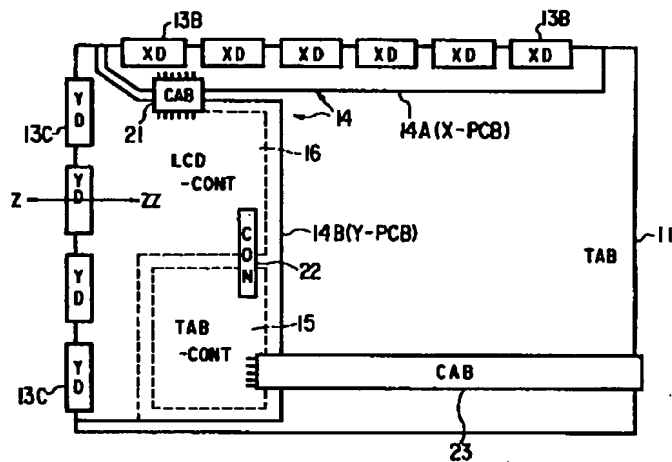 13B 13B
XD XD XD XD XD XD
CAB
21
14
14A(X-PCB)
13C
YD
YD
YD
YD
Z ZZ
LCD
-CONT
16
CON
22
14B(Y-PCB)
11
TAB
TAB
-CONT
15
CAB
13C
23